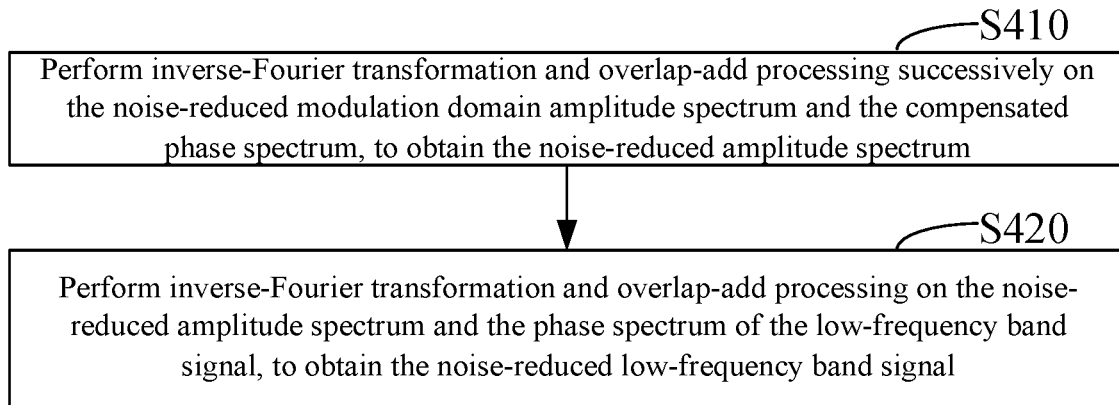 S410
Perform inverse-Fourier transformation and overlap-add processing successively on
the noise-reduced modulation domain amplitude spectrum and the compensated
phase spectrum, to obtain the noise-reduced amplitude spectrum
S420
Perform inverse-Fourier transformation and overlap-add processing on the noise-
reduced amplitude spectrum and the phase spectrum of the low-frequency band
signal, to obtain the noise-reduced low-frequency band signal